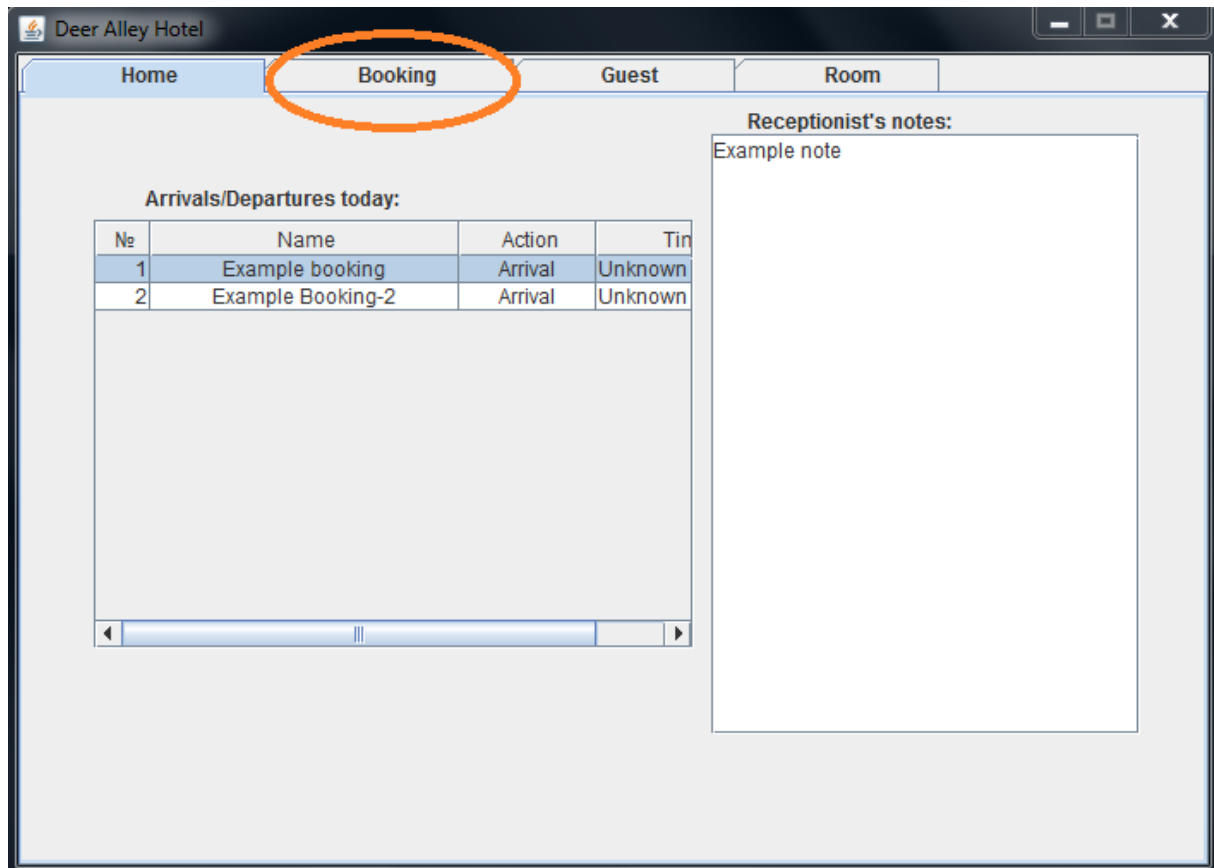 Deer Alley Hotel
Home Booking Guest Room
Receptionist's notes:
Example note
Arrivals/Departures today:
№ Name Action Tin
1 Example booking Arrival Unknown
2 Example Booking-2 Arrival Unknown